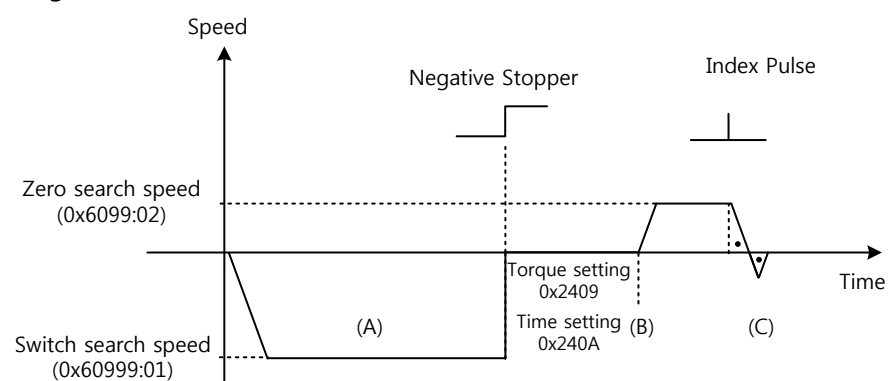 Speed
Negative Stopper
Index Pulse
Zero search speed
(0x6099:02)
Torque setting
0x2409
Time
Time setting
0x240A
(A)
(B)
(C)
Switch search speed
(0x60999:01)